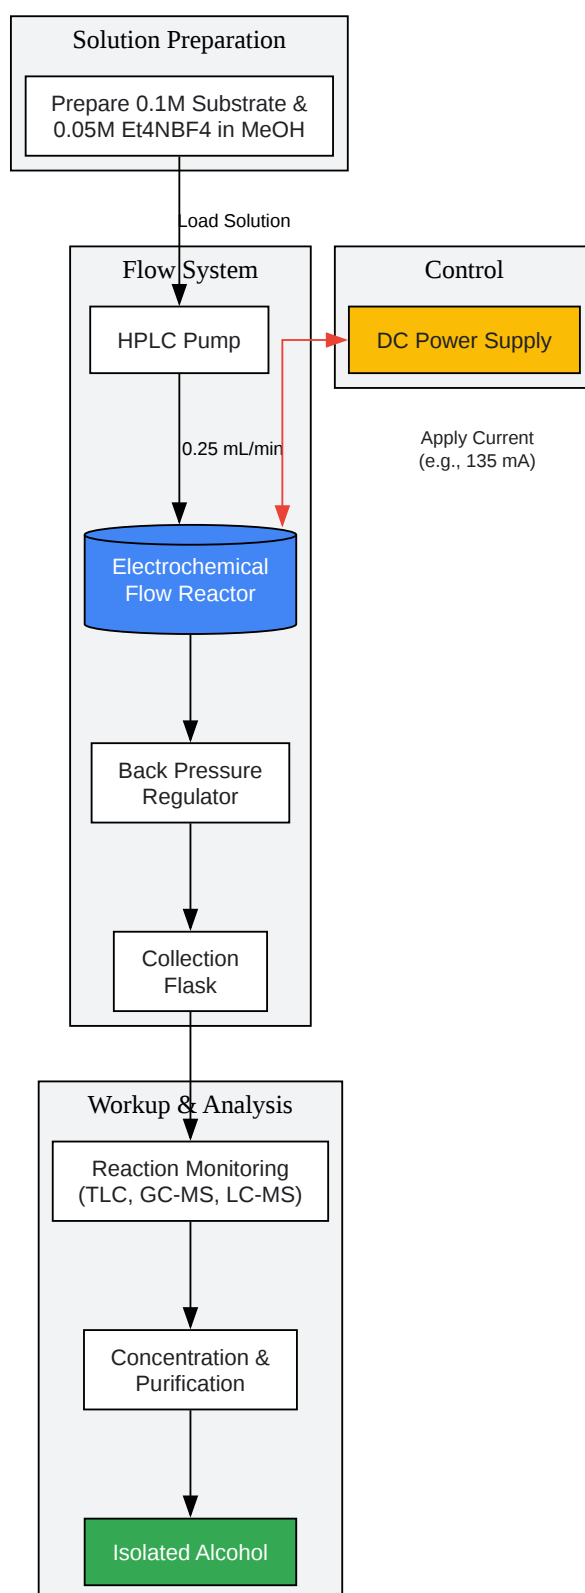 Solution Preparation
Prepare 0.1M Substrate &
0.05M Et4NBF4 in MeOH
Load Solution
Flow System
Control
HPLC Pump
DC Power Supply
0.25 mL/min
Apply Current
(e.g., 135 mA)
Electrochemical
Flow Reactor
Back Pressure
Regulator
Collection
Flask
Workup & Analysis
Reaction Monitoring
(TLC, GC-MS, LC-MS)
Concentration &
Purification
Isolated Alcohol